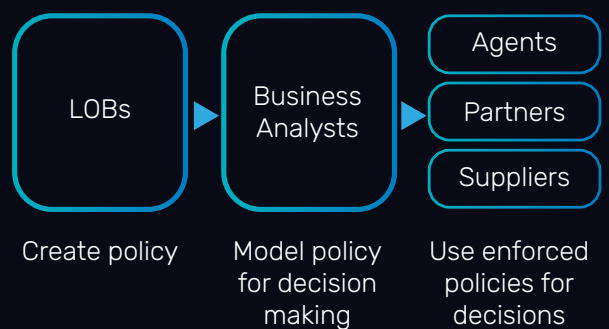 LOBs
Create policy
Business
Analysts
Model policy
for decision
making
Agents
Partners
Suppliers
Use enforced
policies for
decisions